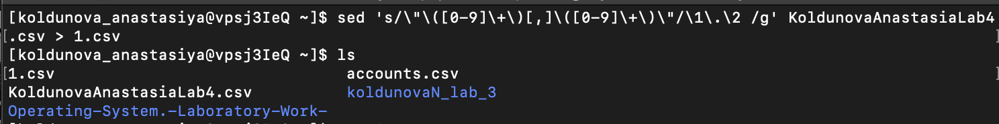 [koldunova_anastasiya@vpsj3IeQ ~]$ sed 's/\"\([0-9]\+\)[,]\([0-9]\+\)\"/\1\.\2 /g' KoldunovaAnastasiaLab4
.csv > 1.csv
[koldunova_anastasiya@vpsj3IeQ ~]$ ls
1.csv accounts.csv
KoldunovaAnastasiaLab4.csv koldunovaN_lab_3
Operating-System.-Laboratory-Work-